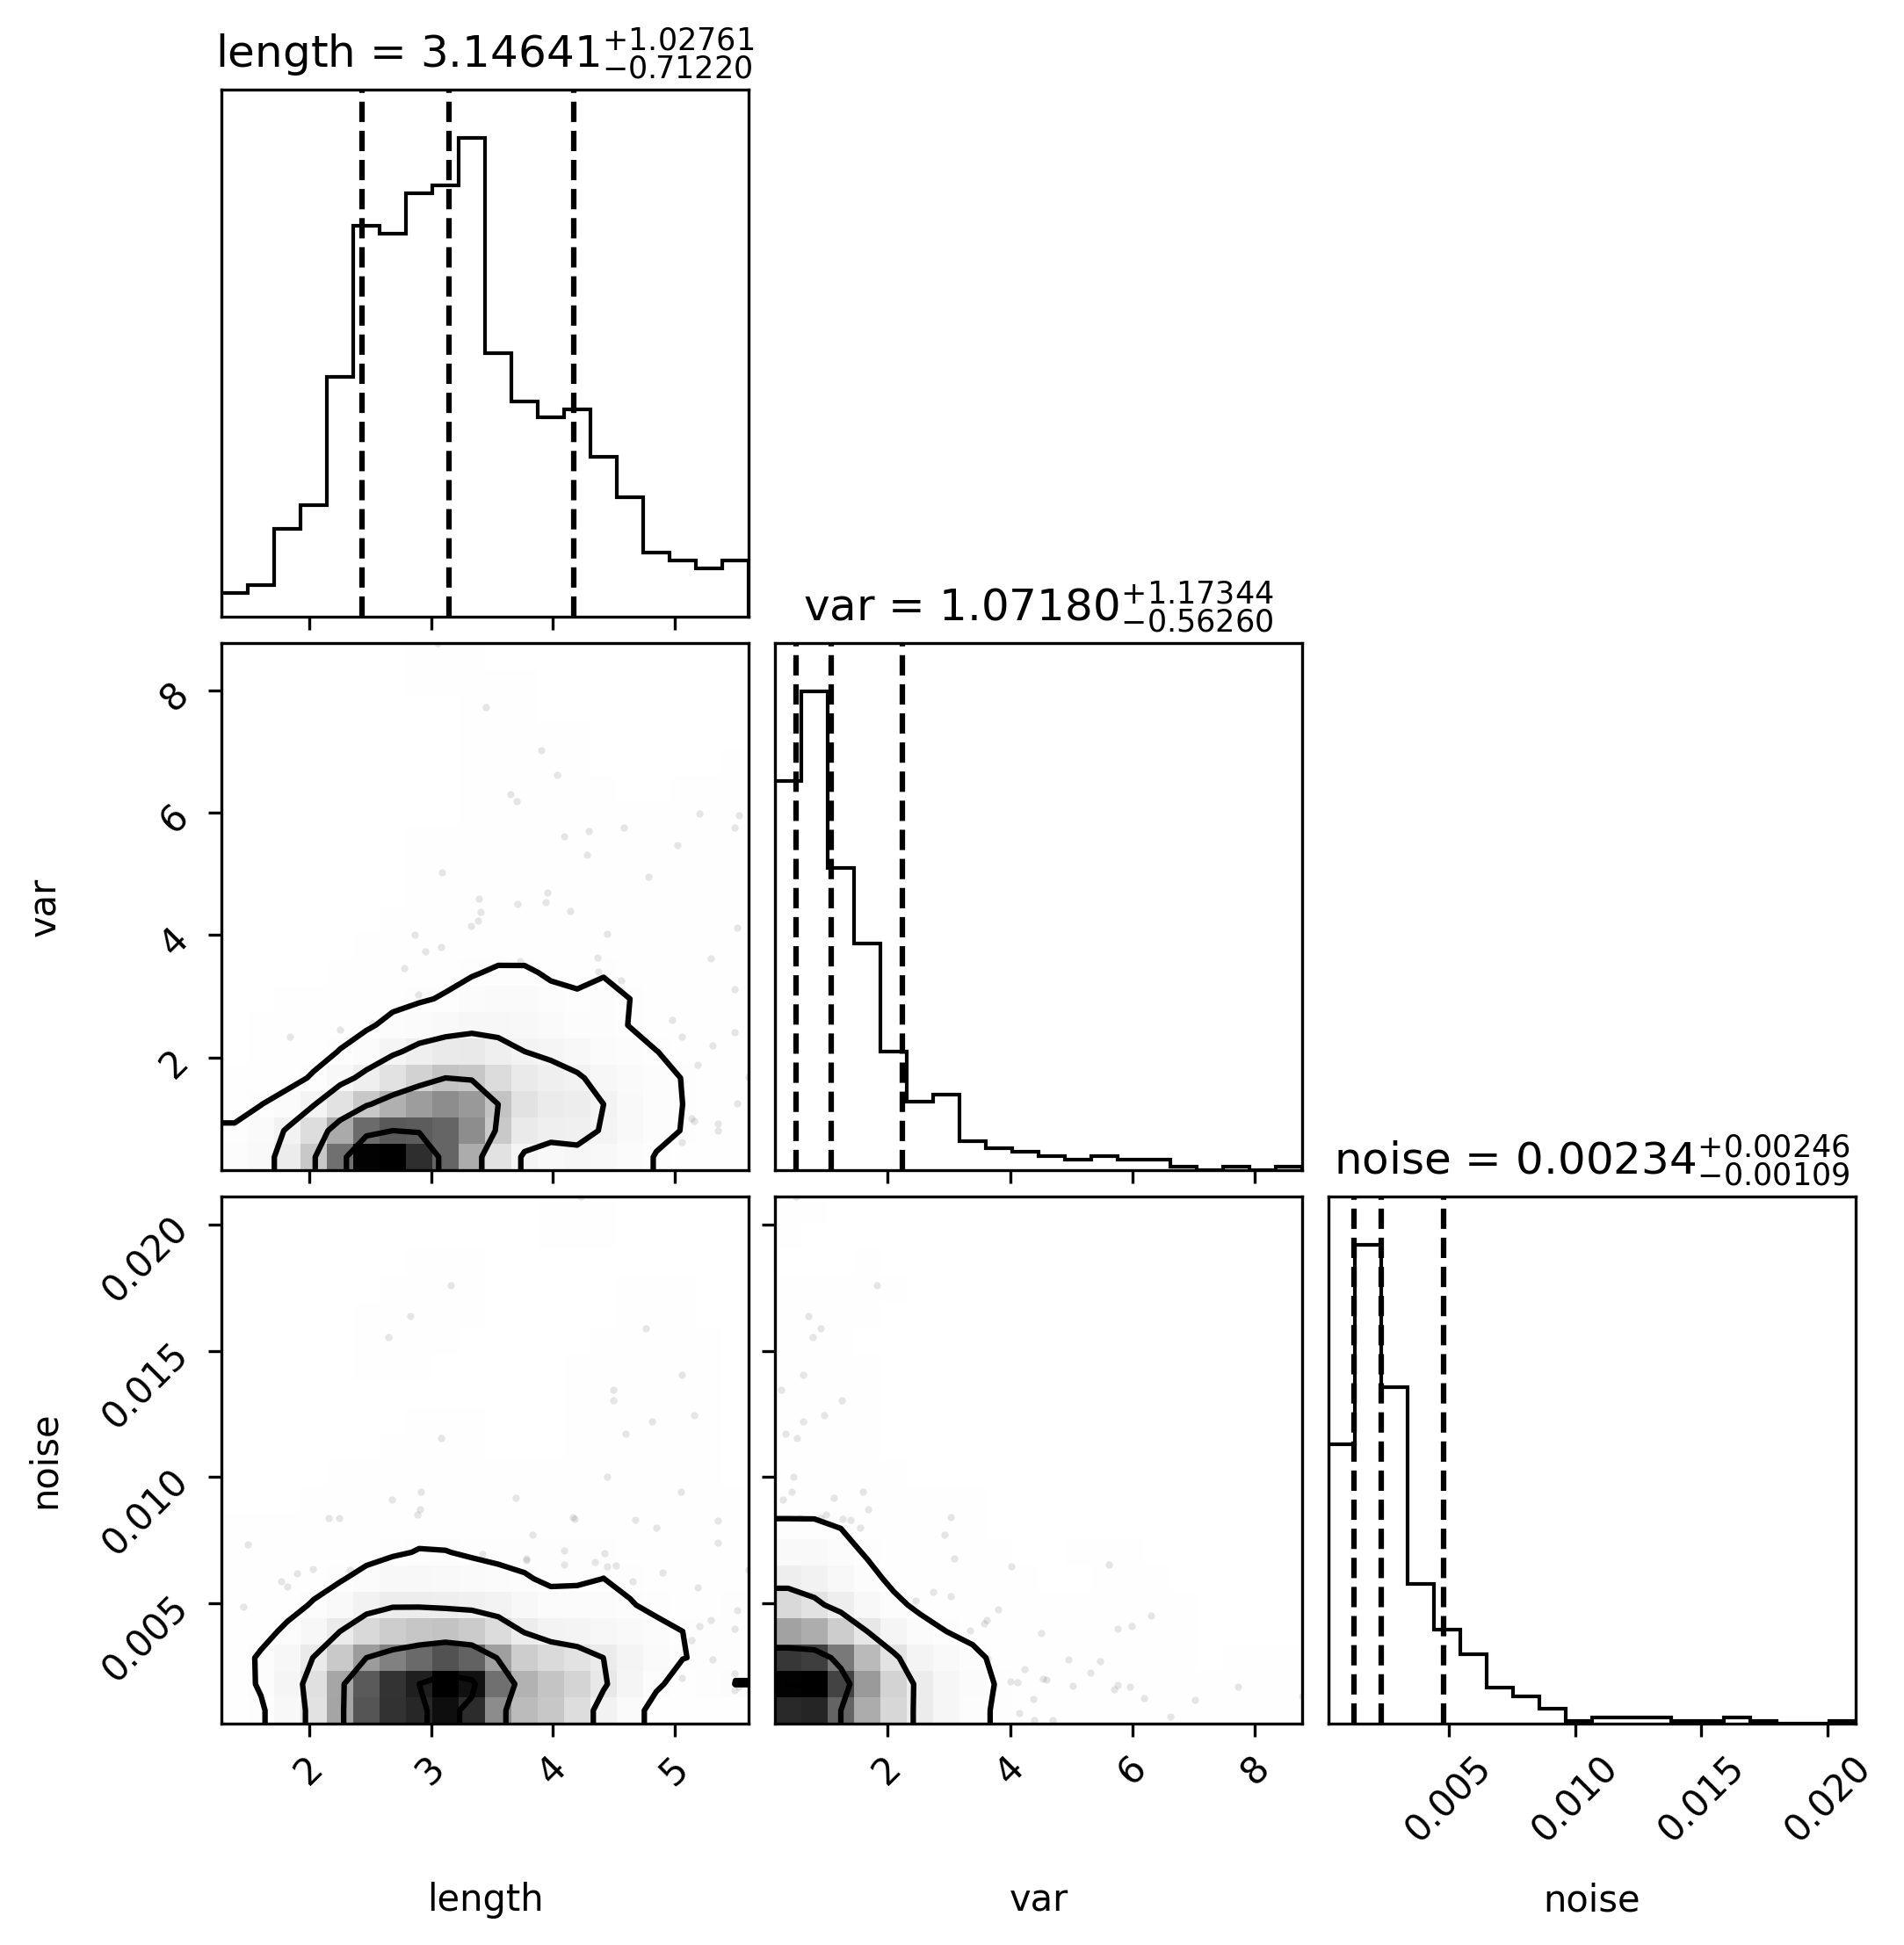 length = 3.14641+1.02761−0.71220
var = 1.07180+1.17344−0.56260
8
6
4
2
var
noise = 0.00234+0.00246−0.00109
0.020
0.015
0.010
0.005
noise
2 3 4 5 2 4 6 8 0.005 0.010 0.015 0.020
length var noise